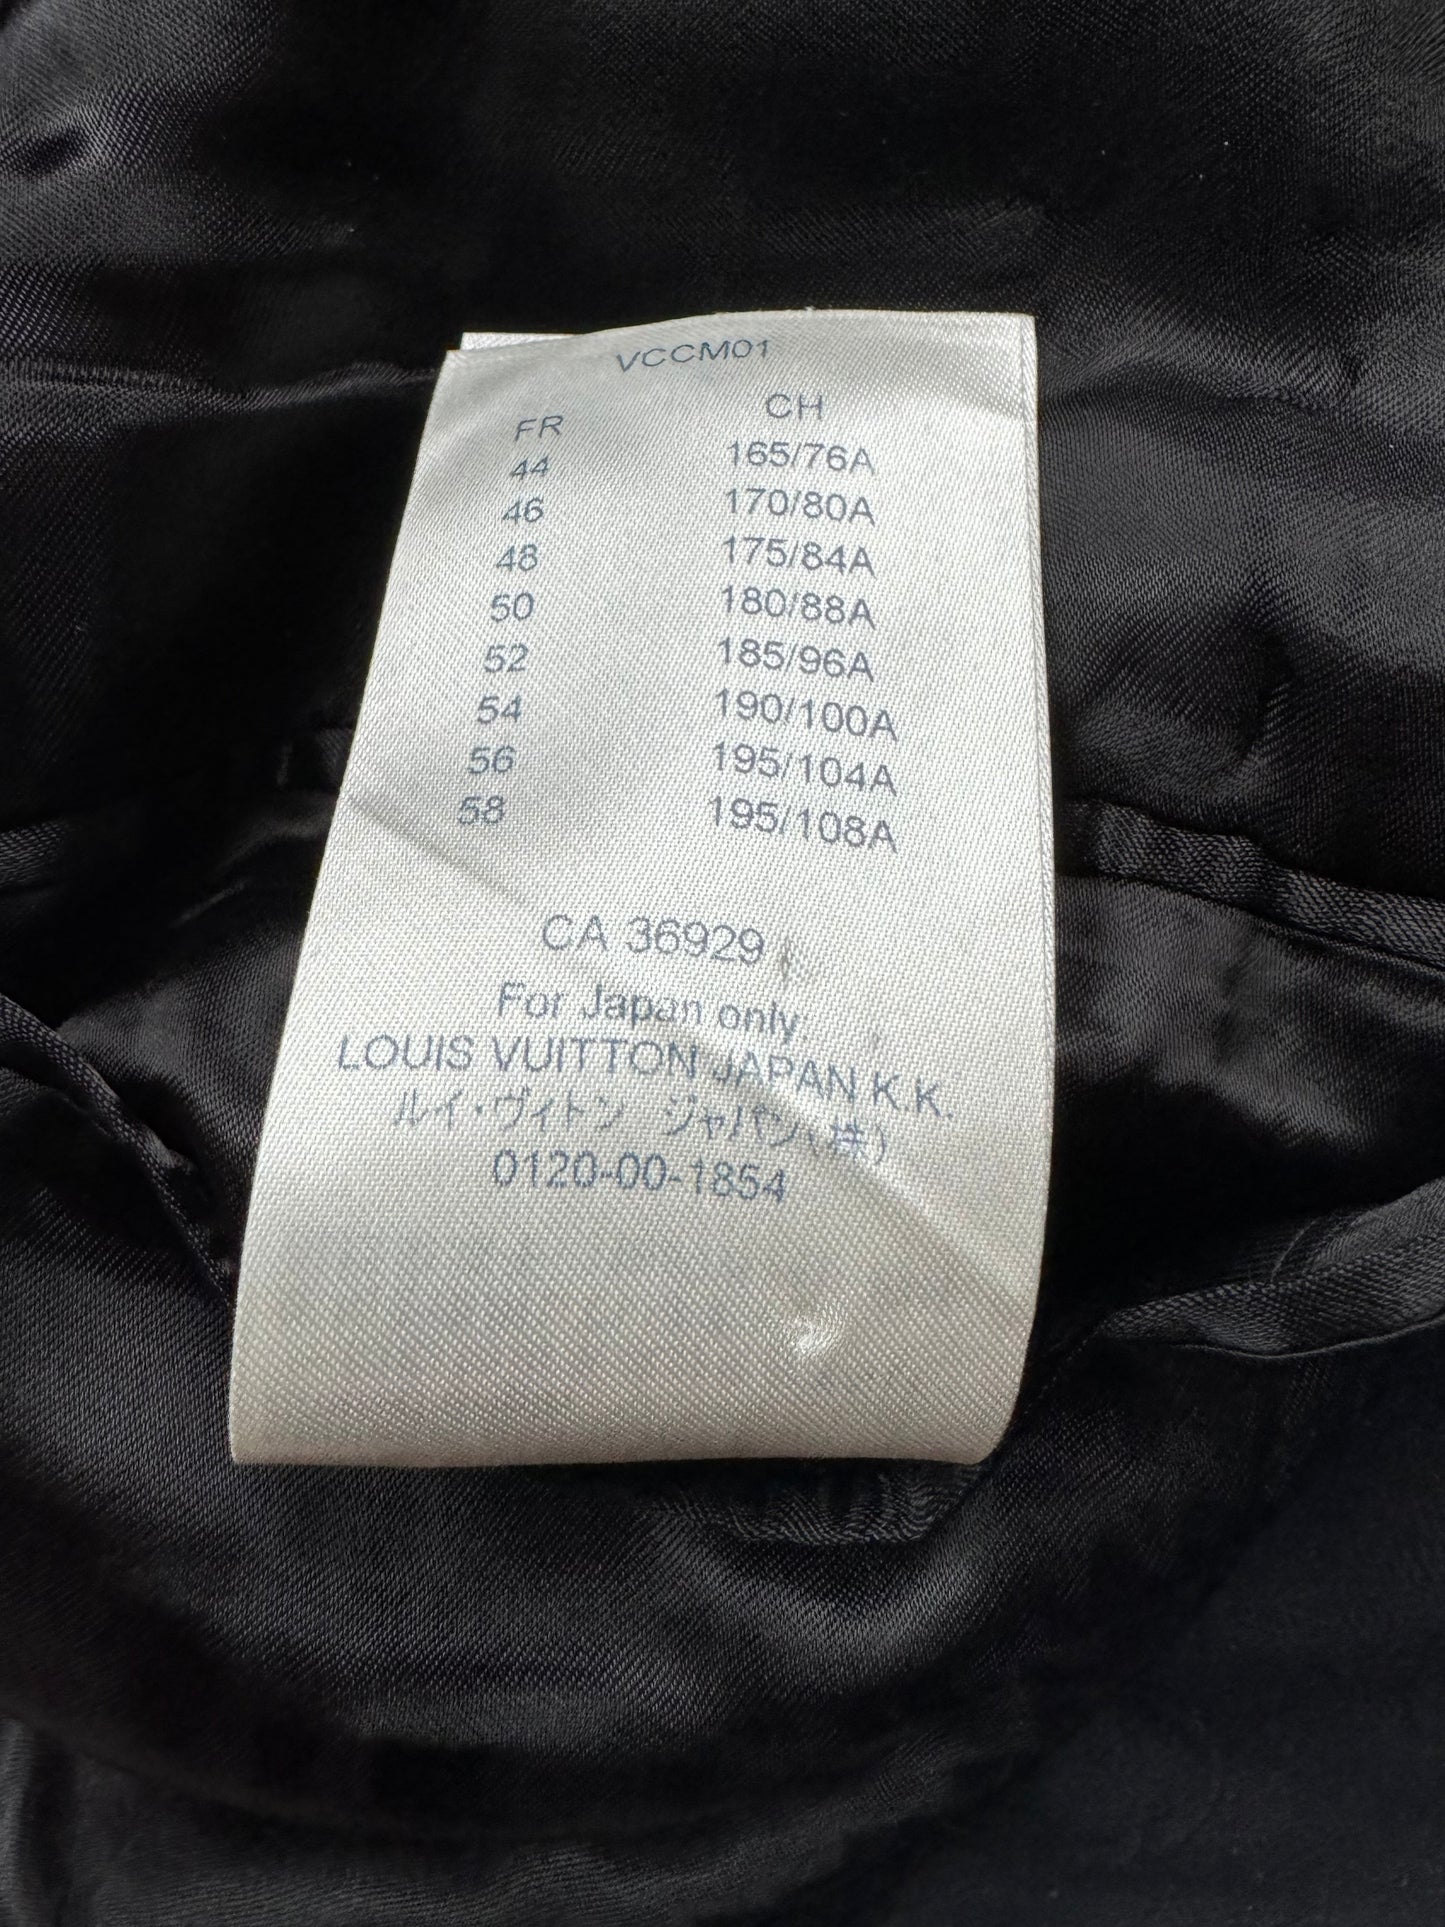 VCCM01
FR CH
44 165/76A
46 170/80A
48 175/84A
50 180/88A
52 185/96A
54 190/100A
56 195/104A
58 195/108A
CA 36929
For Japan only:
LOUIS VUITTON JAPAN K.K.
ルイ・ヴィトン ジャパン(株)
0120-00-1854